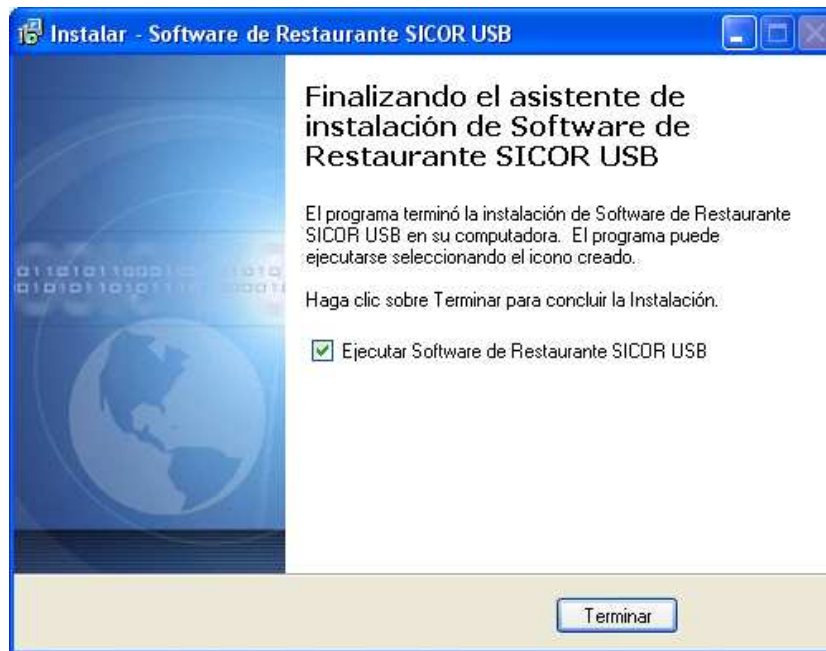 Instalar - Software de Restaurante SICOR USB
Finalizando el asistente de
instalación de Software de
Restaurante SICOR USB
El programa terminó la instalación de Software de Restaurante
SICOR USB en su computadora. El programa puede
ejecutarse seleccionando el icono creado.
Haga clic sobre Terminar para concluir la Instalación.
Ejecutar Software de Restaurante SICOR USB
Terminar